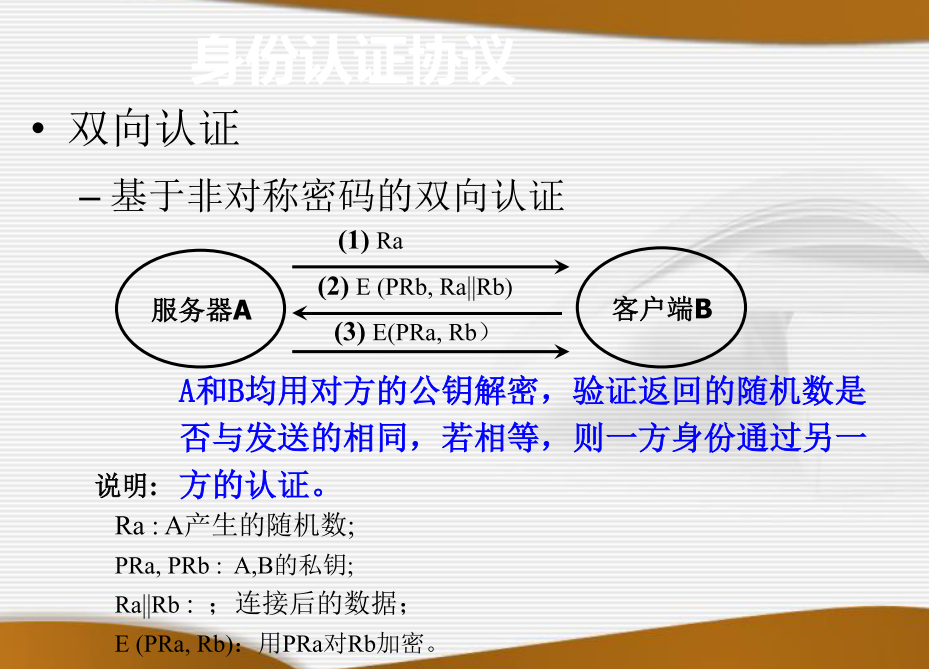 身份认证协议
• 双向认证
– 基于非对称密码的双向认证
(1) Ra
(2) E (PRb, Ra||Rb)
(3) E(PRa, Rb）
服务器A
客户端B
A和B均用对方的公钥解密，验证返回的随机数是
否与发送的相同，若相等，则一方身份通过另一
方的认证。
说明:
Ra : A产生的随机数;
PRa, PRb : A,B的私钥;
Ra||Rb : ；连接后的数据；
E (PRa, Rb)：用PRa对Rb加密。